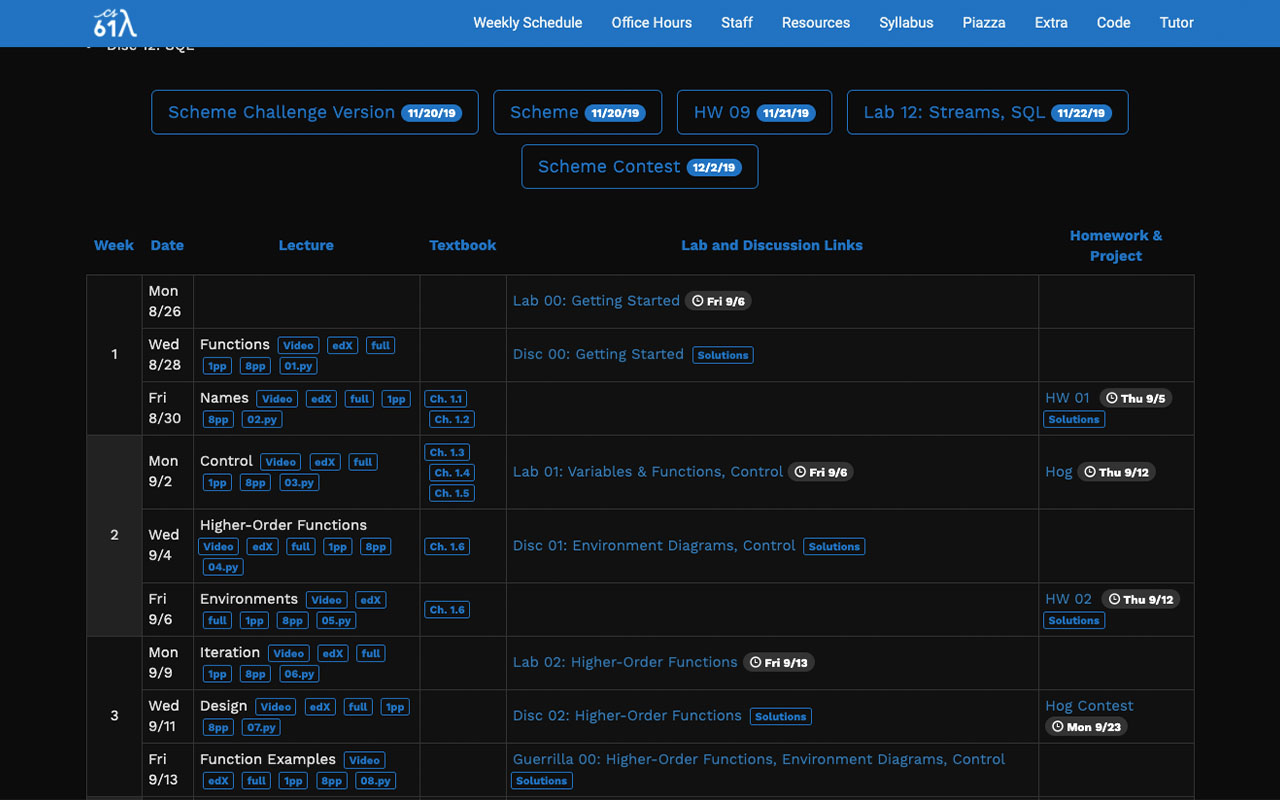 CS 61λ Weekly Schedule Office Hours Staff Resources Syllabus Piazza Extra Code Tutor
Disc 12: SQL
Scheme Challenge Version 11/20/19 Scheme 11/20/19 HW 09 11/21/19 Lab 12: Streams, SQL 11/22/19
Scheme Contest 12/2/19
Week Date Lecture Textbook Lab and Discussion Links Homework &
Project
1
Mon
8/26
Lab 00: Getting Started Fri 9/6
Wed
8/28
Functions Video edX full
1pp 8pp 01.py
Disc 00: Getting Started Solutions
Fri
8/30
Names Video edX full 1pp
8pp 02.py
Ch. 1.1
Ch. 1.2
HW 01 Thu 9/5
Solutions
2
Mon
9/2
Control Video edX full
1pp 8pp 03.py
Ch. 1.3
Ch. 1.4
Ch. 1.5
Lab 01: Variables & Functions, Control Fri 9/6
Hog Thu 9/12
Wed
9/4
Higher-Order Functions
Video edX full 1pp 8pp
04.py
Ch. 1.6
Disc 01: Environment Diagrams, Control Solutions
Fri
9/6
Environments Video edX
full 1pp 8pp 05.py
Ch. 1.6
HW 02 Thu 9/12
Solutions
3
Mon
9/9
Iteration Video edX full
1pp 8pp 06.py
Lab 02: Higher-Order Functions Fri 9/13
Wed
9/11
Design Video edX full 1pp
8pp 07.py
Disc 02: Higher-Order Functions Solutions
Hog Contest
Mon 9/23
Fri
9/13
Function Examples Video
edX full 1pp 8pp 08.py
Guerrilla 00: Higher-Order Functions, Environment Diagrams, Control
Solutions